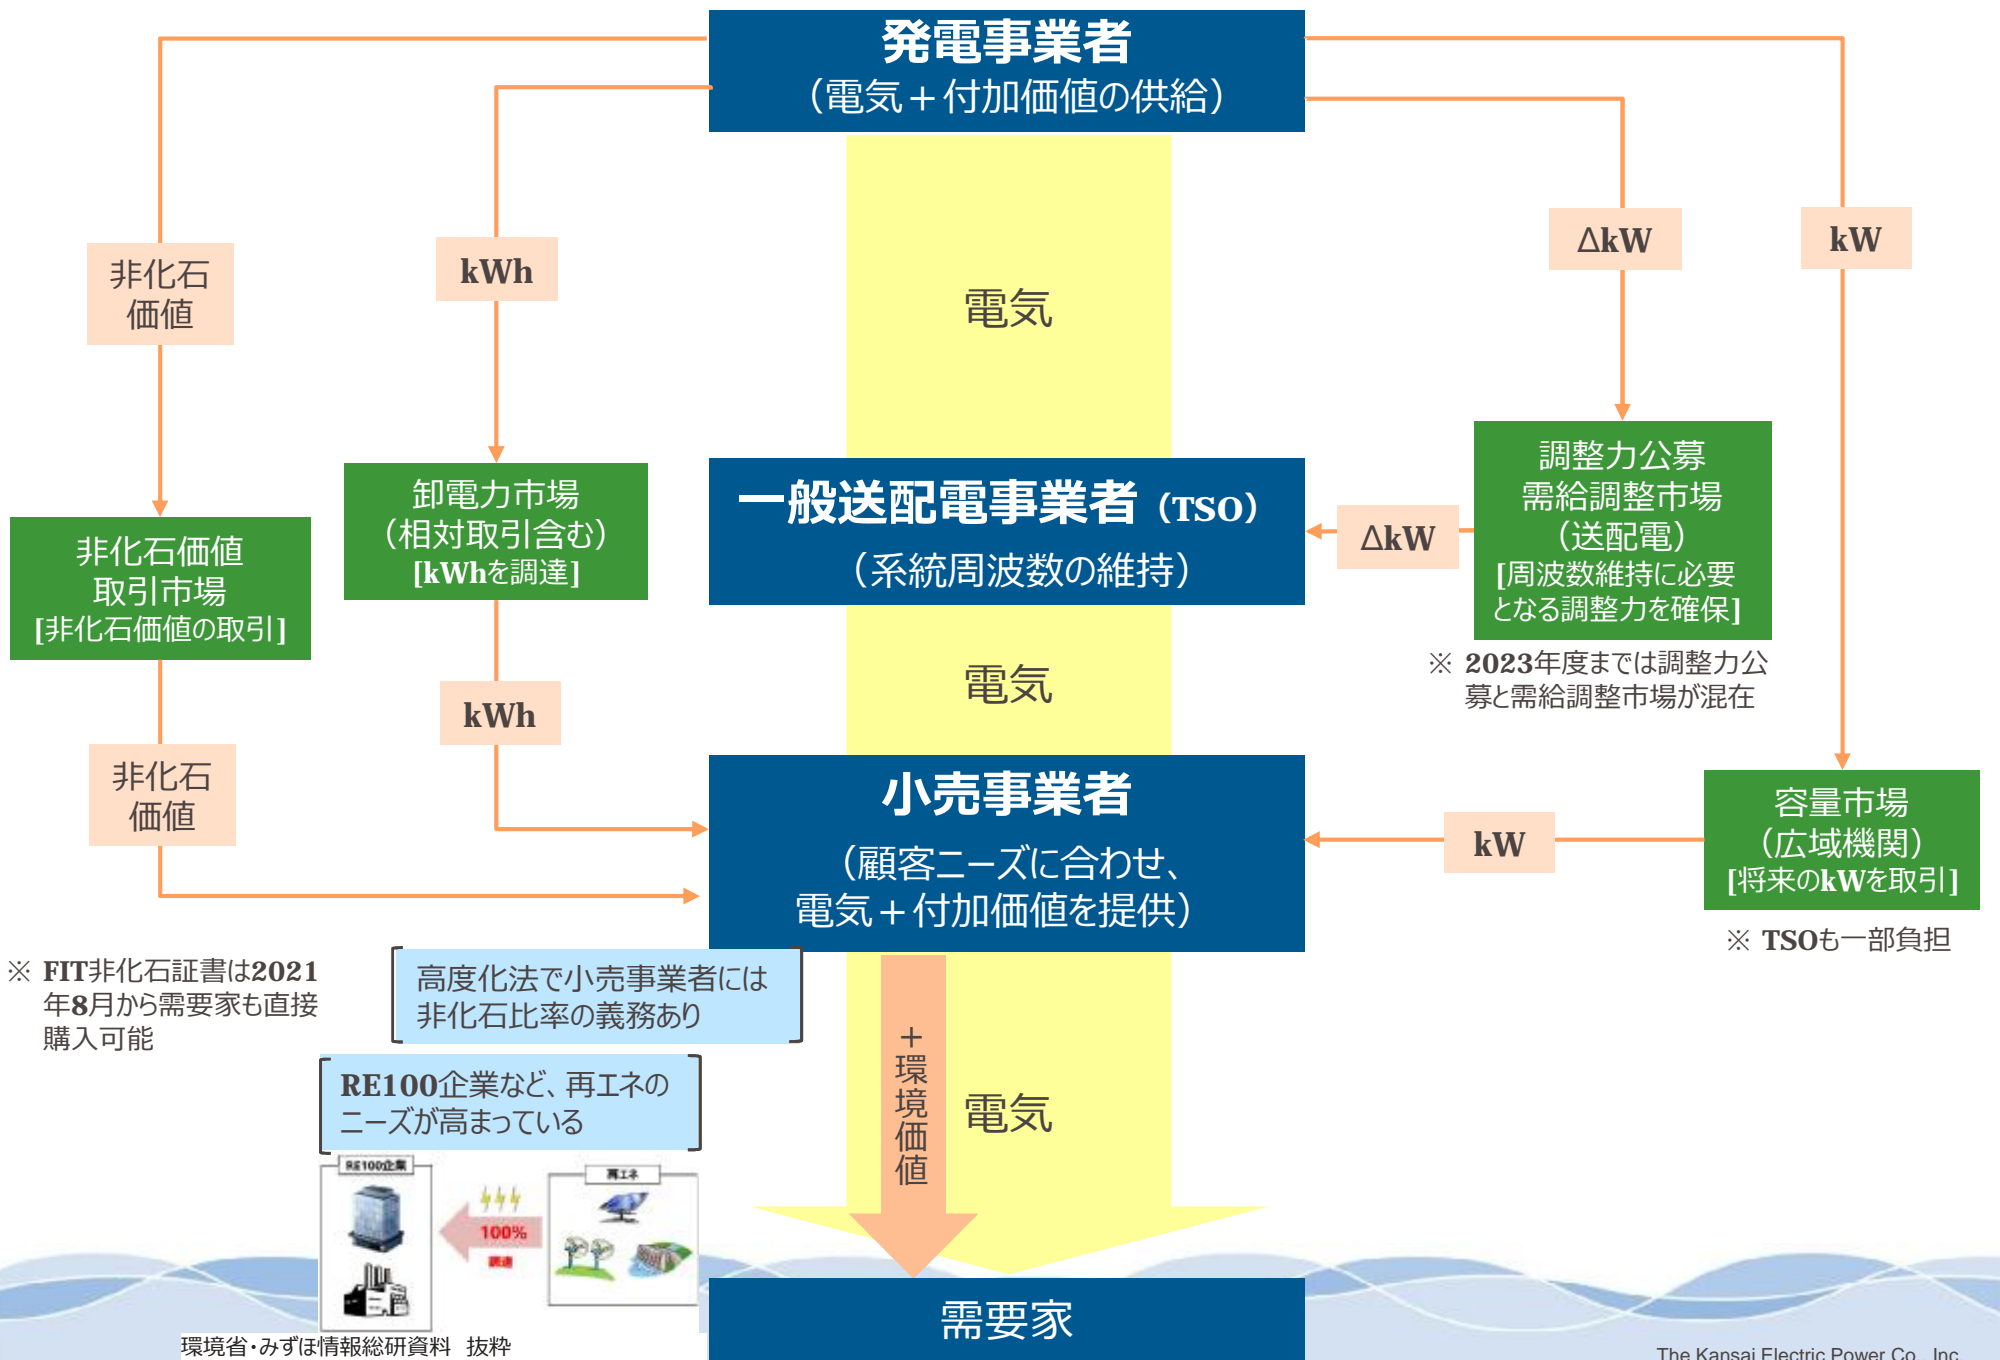 発電事業者
（電気＋付加価値の供給）
非化石
価値
kWh
電気
ΔkW
kW
非化石価値
取引市場
[非化石価値の取引]
卸電力市場
（相対取引含む）
[kWhを調達]
一般送配電事業者（TSO）
（系統周波数の維持）
ΔkW
調整力公募
需給調整市場
（送配電）
[周波数維持に必要
となる調整力を確保]
※ 2023年度までは調整力公
募と需給調整市場が混在
電気
kWh
非化石
価値
小売事業者
（顧客ニーズに合わせ、
電気＋付加価値を提供）
kW
容量市場
（広域機関）
[将来のkWを取引]
※ TSOも一部負担
※ FIT非化石証書は2021
年8月から需要家も直接
購入可能
高度化法で小売事業者には
非化石比率の義務あり
RE100企業など、再エネの
ニーズが高まっている
＋環境価値
電気
RE100企業
再エネ
100%
調達
需要家
環境省・みずほ情報総研資料 抜粋
The Kansai Electric Power Co., Inc.